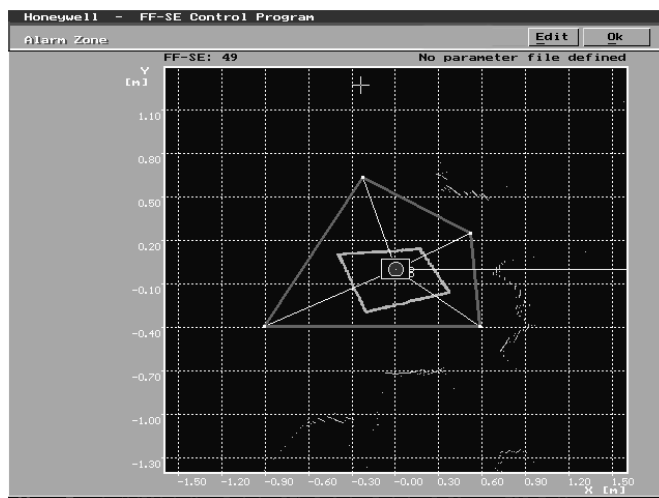 Honeywell - FF-SE Control Program
Alarm Zone
Edit
Ok
FF-SE: 49
No parameter file defined
Y
[m]
1.10
0.80
0.50
0.20
-0.10
-0.40
-0.70
-1.00
-1.30
-1.50 -1.20 -0.90 -0.60 -0.30 -0.00 0.30 0.60 0.90 1.20 1.50
X [m]